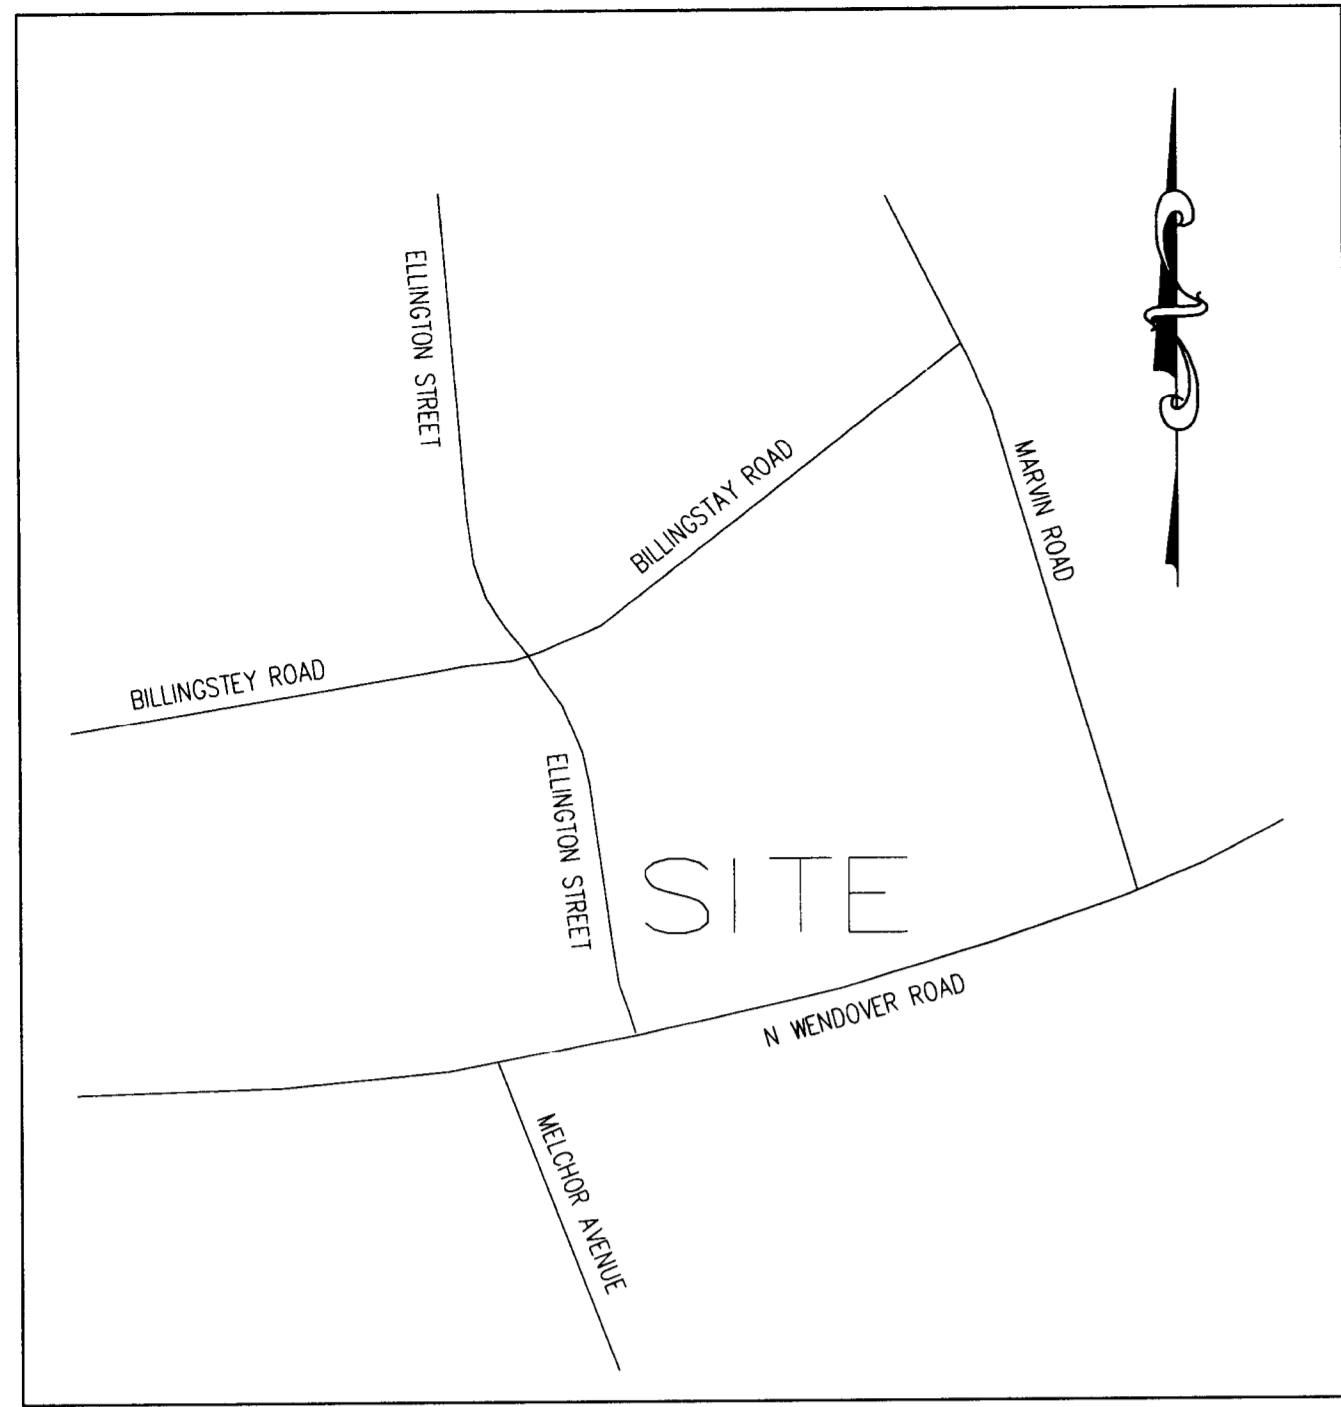 ELLINGTON STREET
MARVIN ROAD
BILLINGSTAY ROAD
BILLINGSTEY ROAD
ELLINGTON STREET
SITE
N WENDOVER ROAD
MELCHOR AVENUE